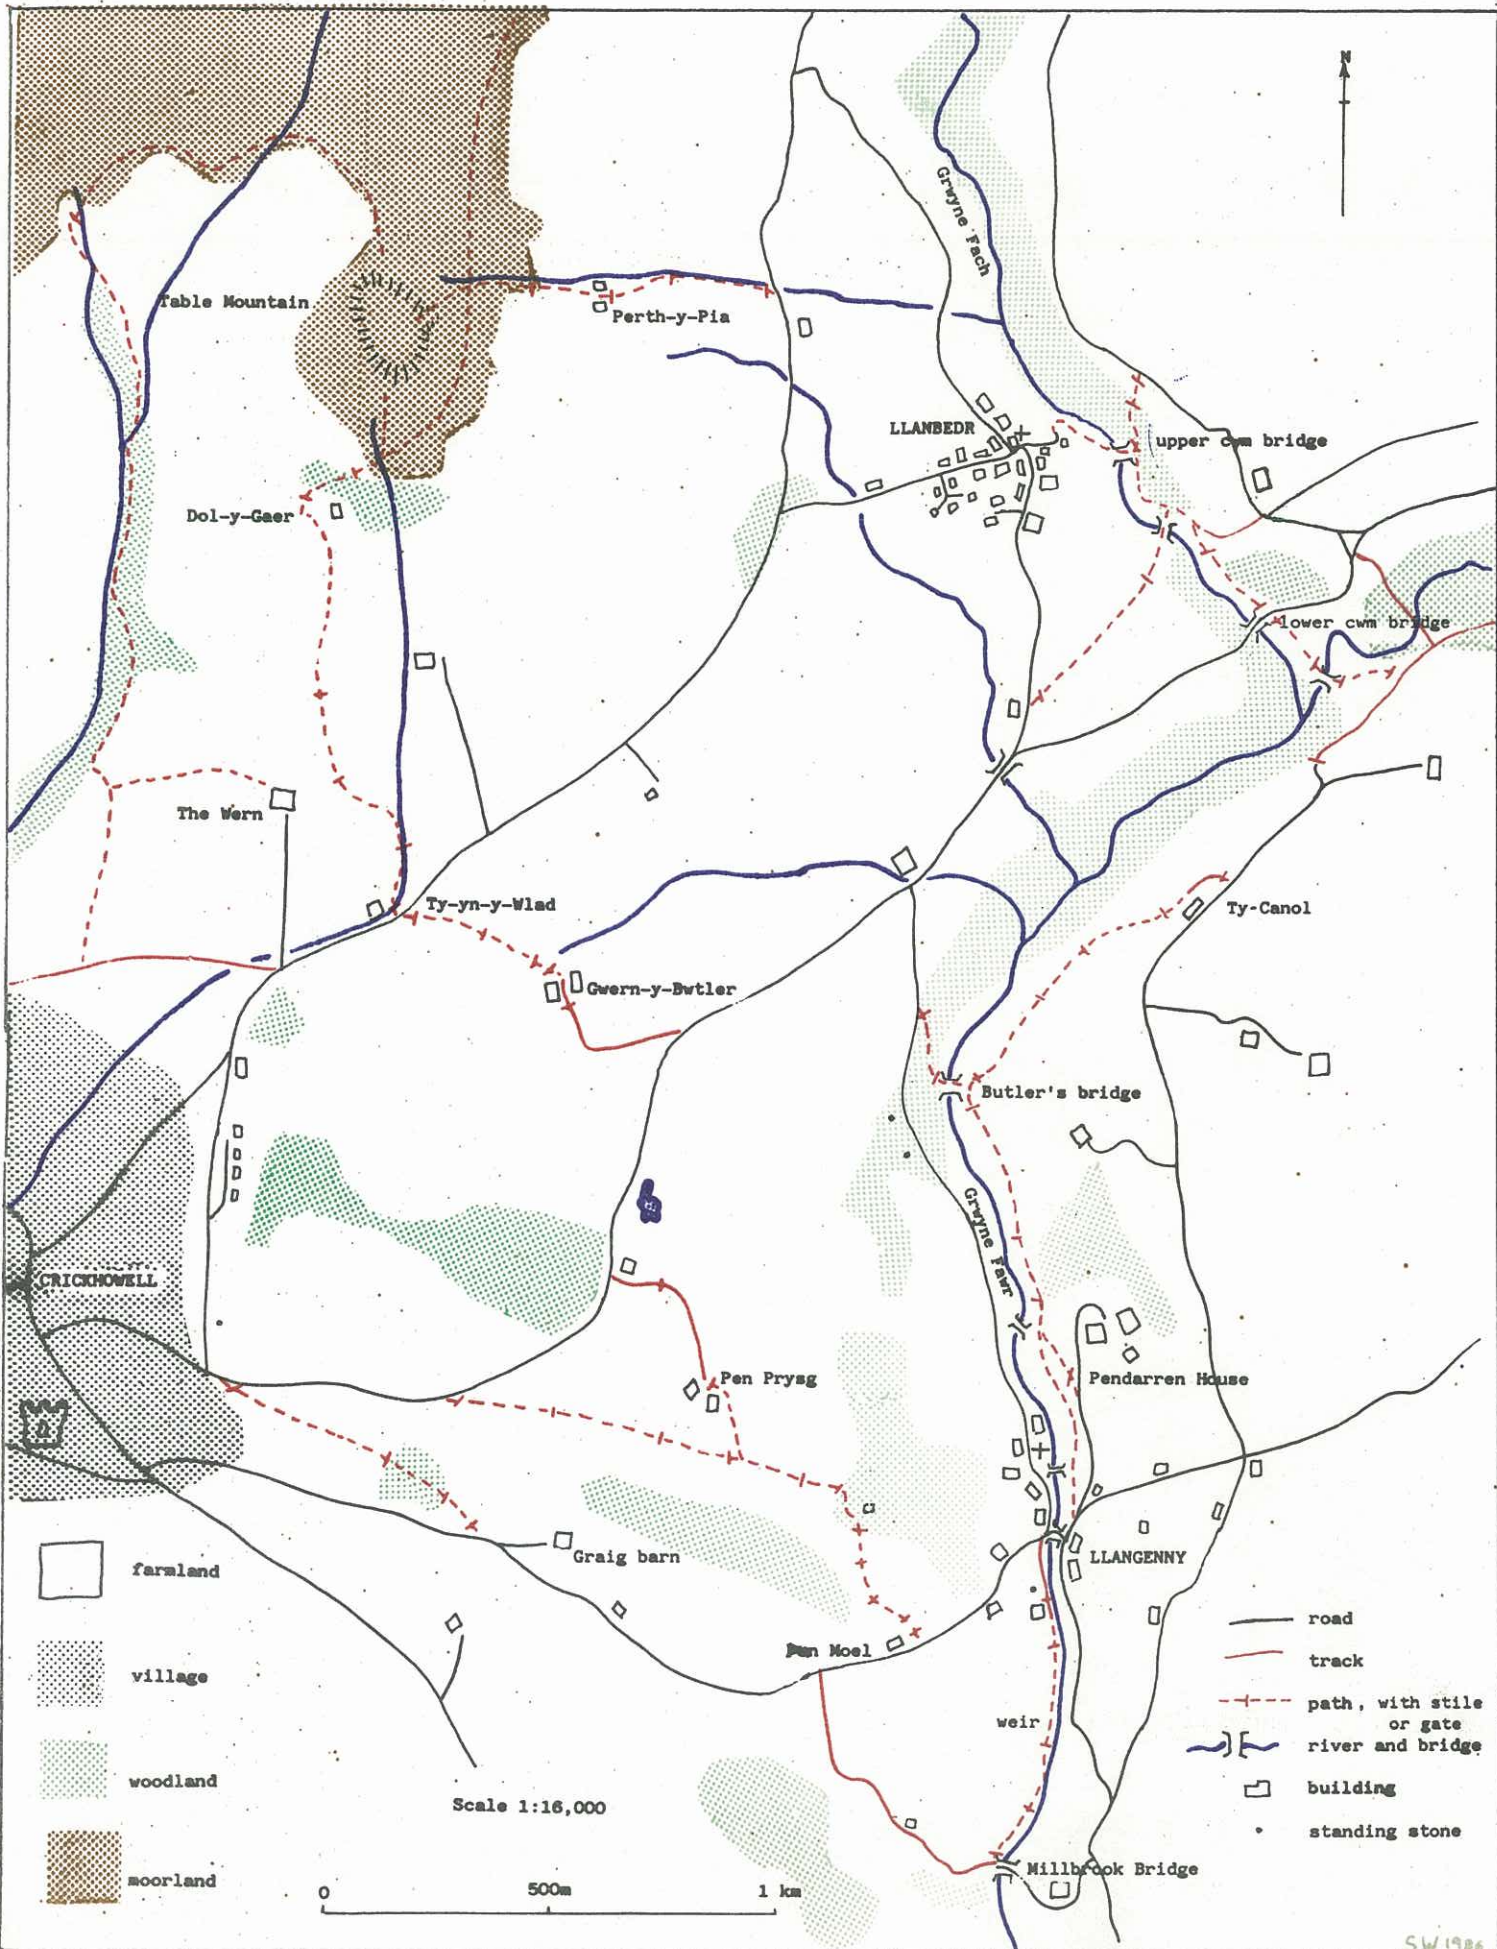 N
Grwyne Fach
Table Mountain
Perth-y-Pia
LLANBEDR
upper cwm bridge
Dol-y-Gaer
lower cwm bridge
The Wern
Ty-yn-y-Wlad
Ty-Canol
Gwern-y-Bwtler
Butler's bridge
Grwyne Fawr
CRICKHOWELL
Pen Prysg
Pendarren House
Graig barn
LLANGENNY
Moel
weir
Millbrook Bridge
farmland
village
woodland
moorland
Scale 1:16,000
0 500m 1 km
road
track
path, with stile
or gate
river and bridge
building
standing stone
SW 1986